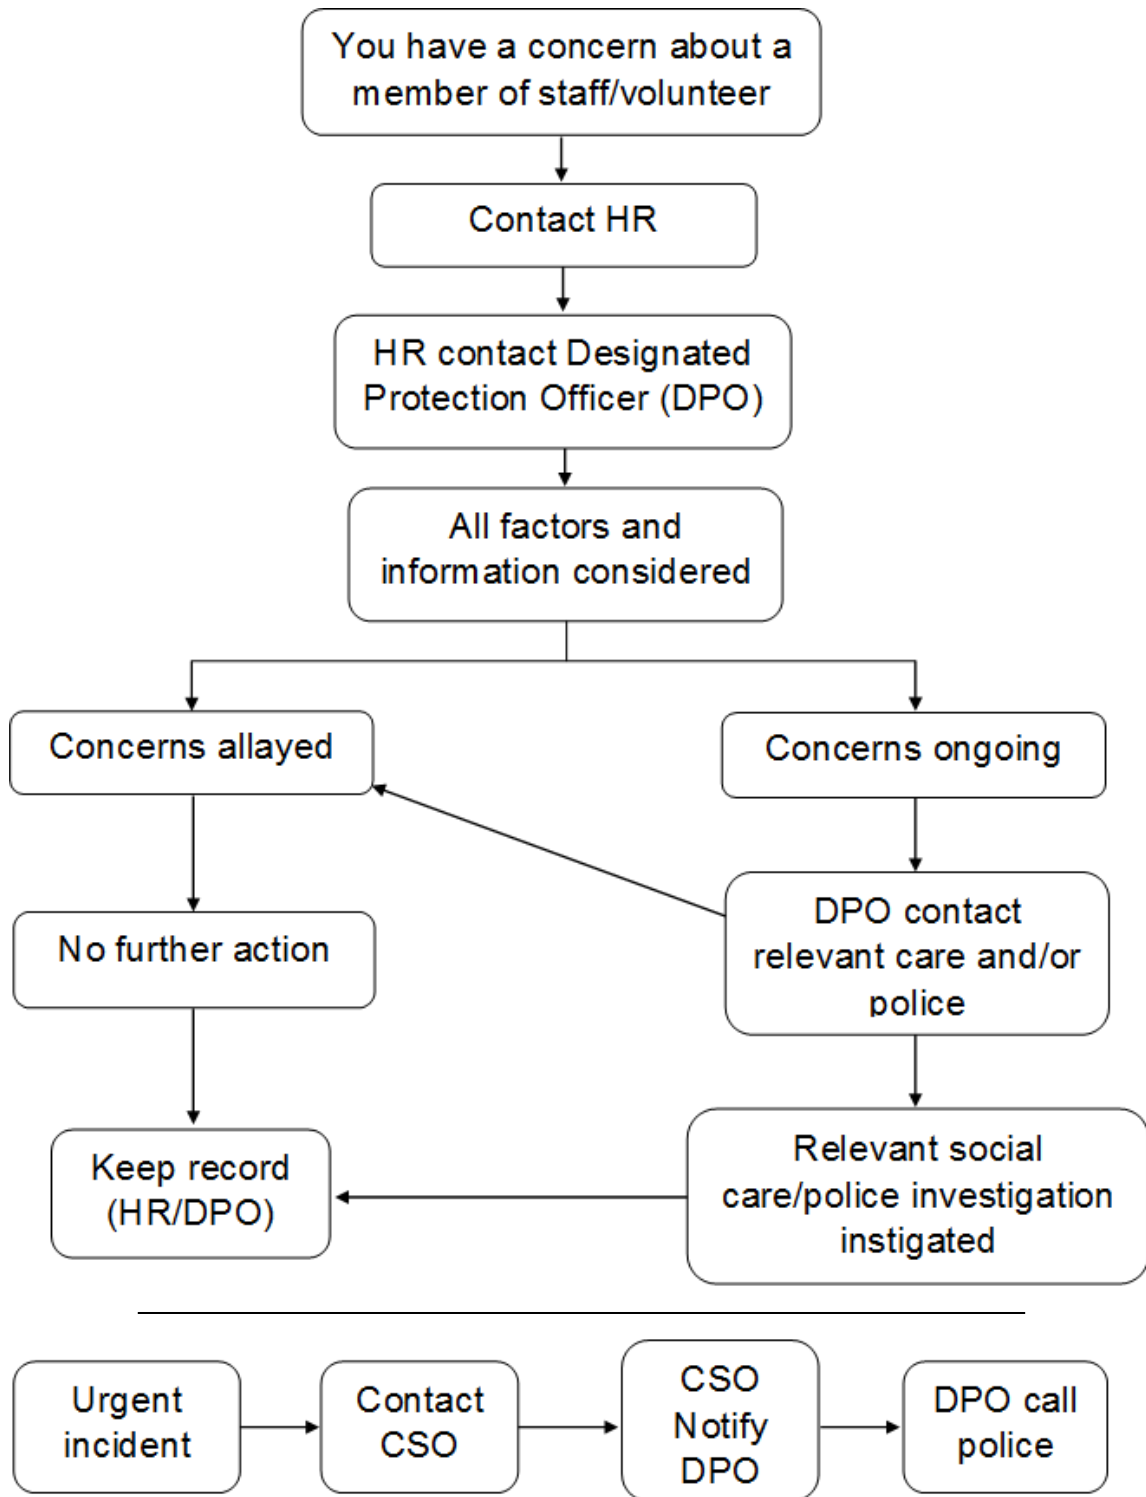 You have a concern about a
member of staff/volunteer
Contact HR
HR contact Designated
Protection Officer (DPO)
All factors and
information considered
Concerns allayed
Concerns ongoing
No further action
DPO contact
relevant care and/or
police
Keep record
(HR/DPO)
Relevant social
care/police investigation
instigated
Urgent
incident
Contact
CSO
CSO
Notify
DPO
DPO call
police